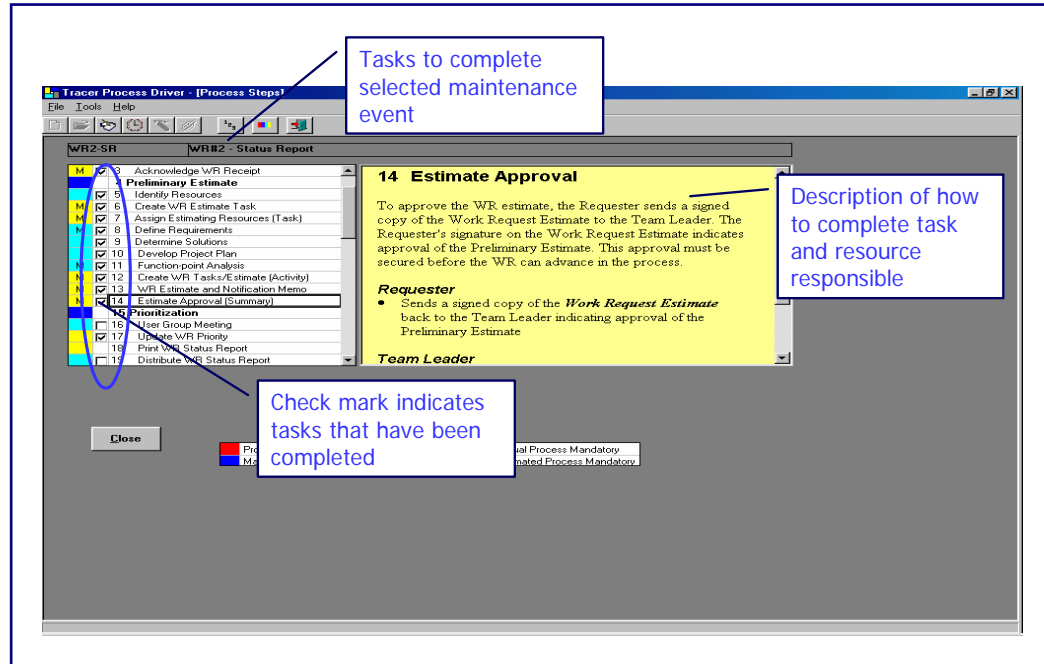 Tasks to complete
selected maintenance
event
Tracer Process Driver - [Process Steps]
File Tools Help
WR2-SR WR#2 - Status Report
M 3 Acknowledge WR Receipt
4 Preliminary Estimate
5 Identify Resources
M 6 Create WR Estimate Task
M 7 Assign Estimating Resources (Task)
M 8 Define Requirements
9 Determine Solutions
10 Develop Project Plan
M 11 Function-point Analysis
M 12 Create WR Tasks/Estimate (Activity)
M 13 WR Estimate and Notification Memo
M 14 Estimate Approval (Summary)
15 Prioritization
16 User Group Meeting
17 Update WR Priority
18 Print WR Status Report
19 Distribute WR Status Report
14 Estimate Approval
To approve the WR estimate, the Requester sends a signed
copy of the Work Request Estimate to the Team Leader. The
Requester's signature on the Work Request Estimate indicates
approval of the Preliminary Estimate. This approval must be
secured before the WR can advance in the process.
Requester
• Sends a signed copy of the Work Request Estimate
back to the Team Leader indicating approval of the
Preliminary Estimate
Team Leader
Description of how
to complete task
and resource
responsible
Check mark indicates
tasks that have been
completed
Close
Process Mandatory
Process Mandatory